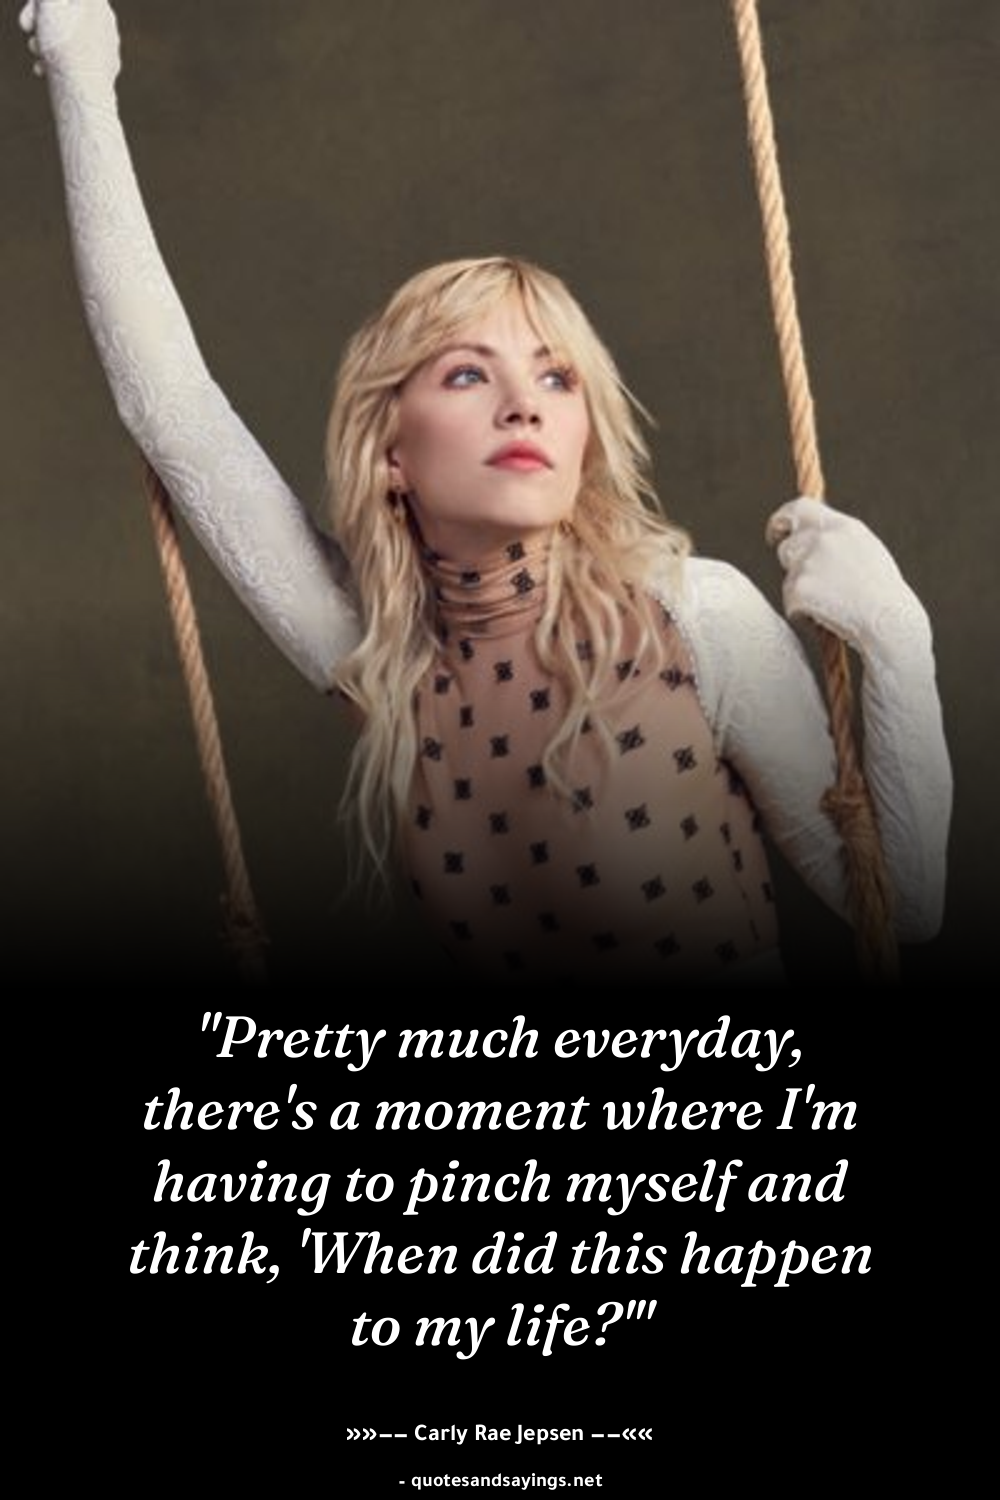 "Pretty much everyday,
there's a moment where I'm
having to pinch myself and
think, 'When did this happen
to my life?'"
»»—— Carly Rae Jepsen ——««
- quotesandsayings.net